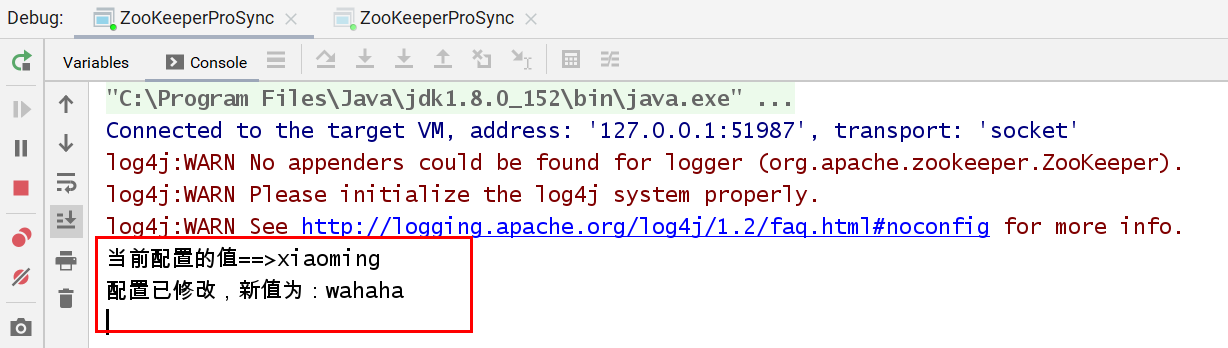 Debug: ZooKeeperProSync ZooKeeperProSync
Variables Console
"C:\Program Files\Java\jdk1.8.0_152\bin\java.exe" ...
Connected to the target VM, address: '127.0.0.1:51987', transport: 'socket'
log4j:WARN No appenders could be found for logger (org.apache.zookeeper.ZooKeeper).
log4j:WARN Please initialize the log4j system properly.
log4j:WARN See http://logging.apache.org/log4j/1.2/faq.html#noconfig for more info.
当前配置的值==>xiaoming
配置已修改，新值为：wahaha